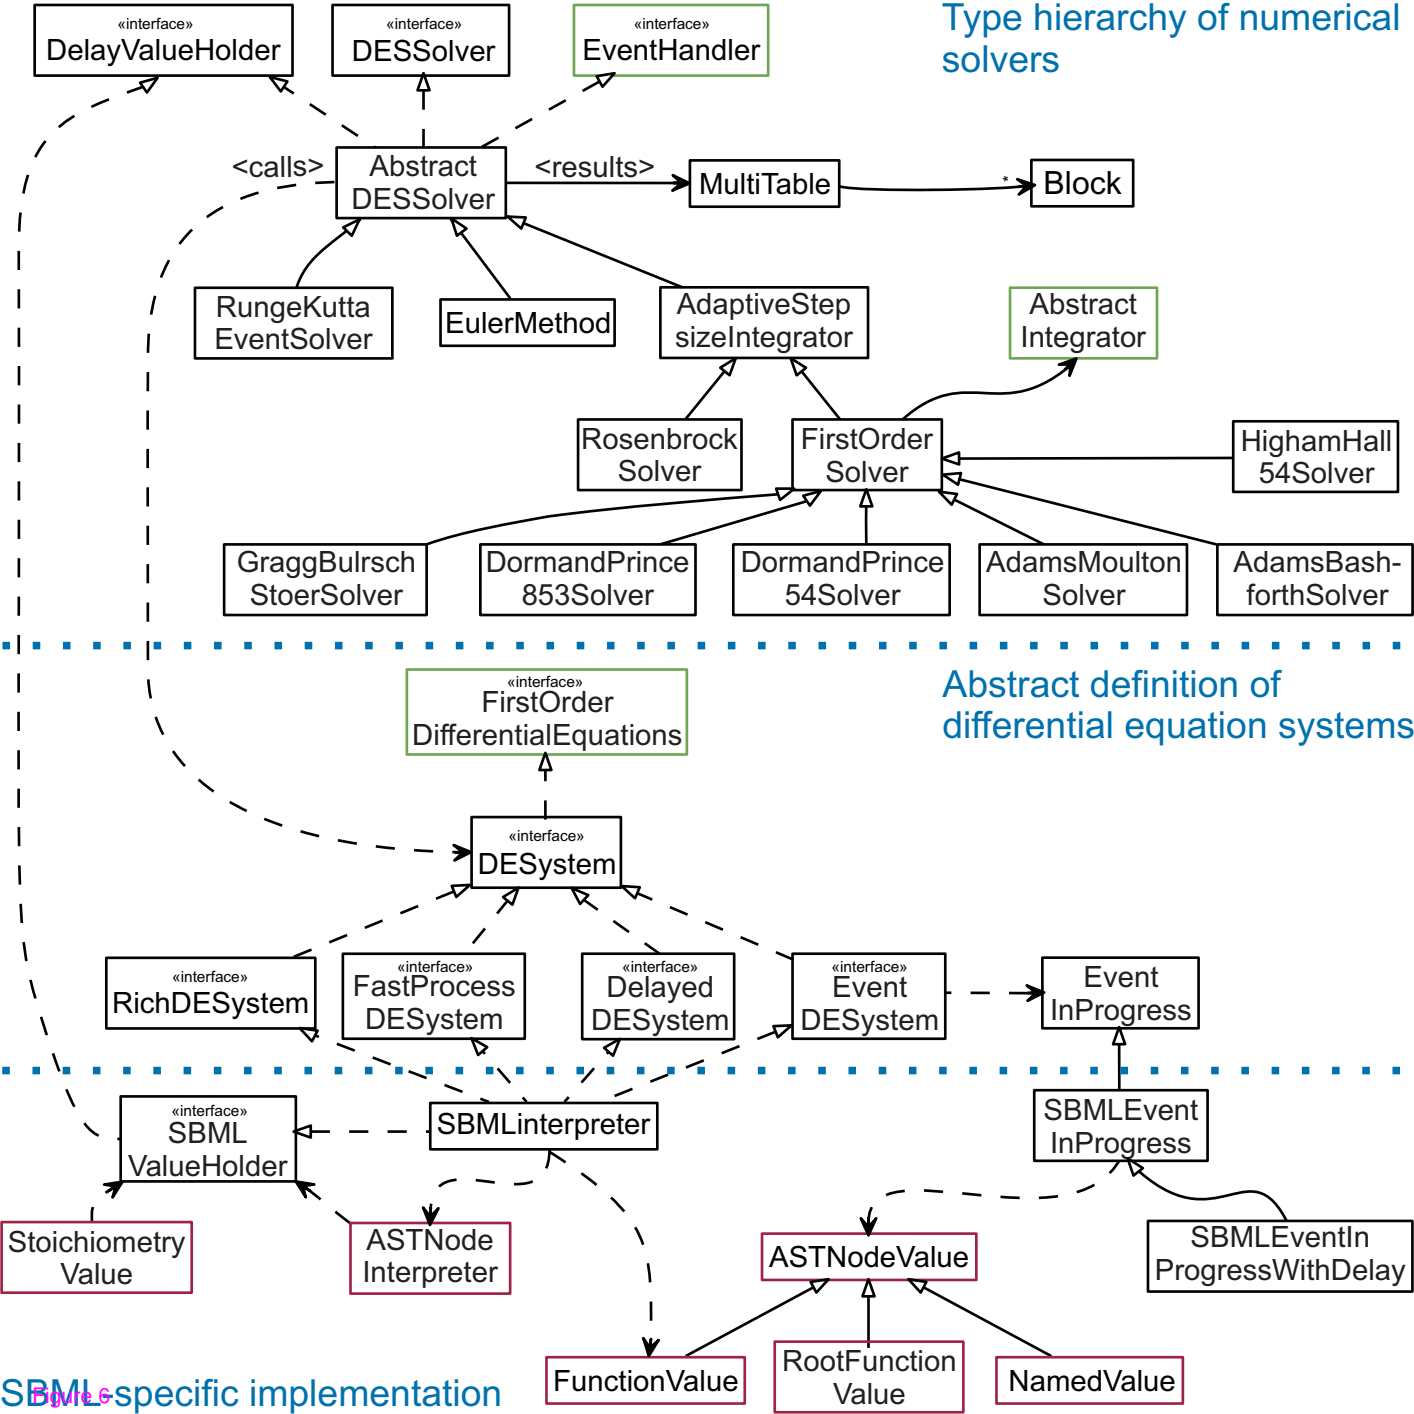 «interface»
DelayValueHolder
«interface»
DESSolver
«interface»
EventHandler
Type hierarchy of numerical
solvers
<calls>
Abstract
DESSolver
<results>
MultiTable
*
Block
RungeKutta
EventSolver
EulerMethod
AdaptiveStep
sizeIntegrator
Abstract
Integrator
Rosenbrock
Solver
FirstOrder
Solver
HighamHall
54Solver
GraggBulrsch
StoerSolver
DormandPrince
853Solver
DormandPrince
54Solver
AdamsMoulton
Solver
AdamsBash-
forthSolver
«interface»
FirstOrder
DifferentialEquations
Abstract definition of
differential equation systems
«interface»
DESystem
«interface»
RichDESystem
«interface»
FastProcess
DESystem
«interface»
Delayed
DESystem
«interface»
Event
DESystem
Event
InProgress
«interface»
SBML
ValueHolder
SBMLinterpreter
SBMLEvent
InProgress
Stoichiometry
Value
ASTNode
Interpreter
ASTNodeValue
SBMLEventIn
ProgressWithDelay
FunctionValue
RootFunction
Value
NamedValue
SBML-specific implementation
Figure 6